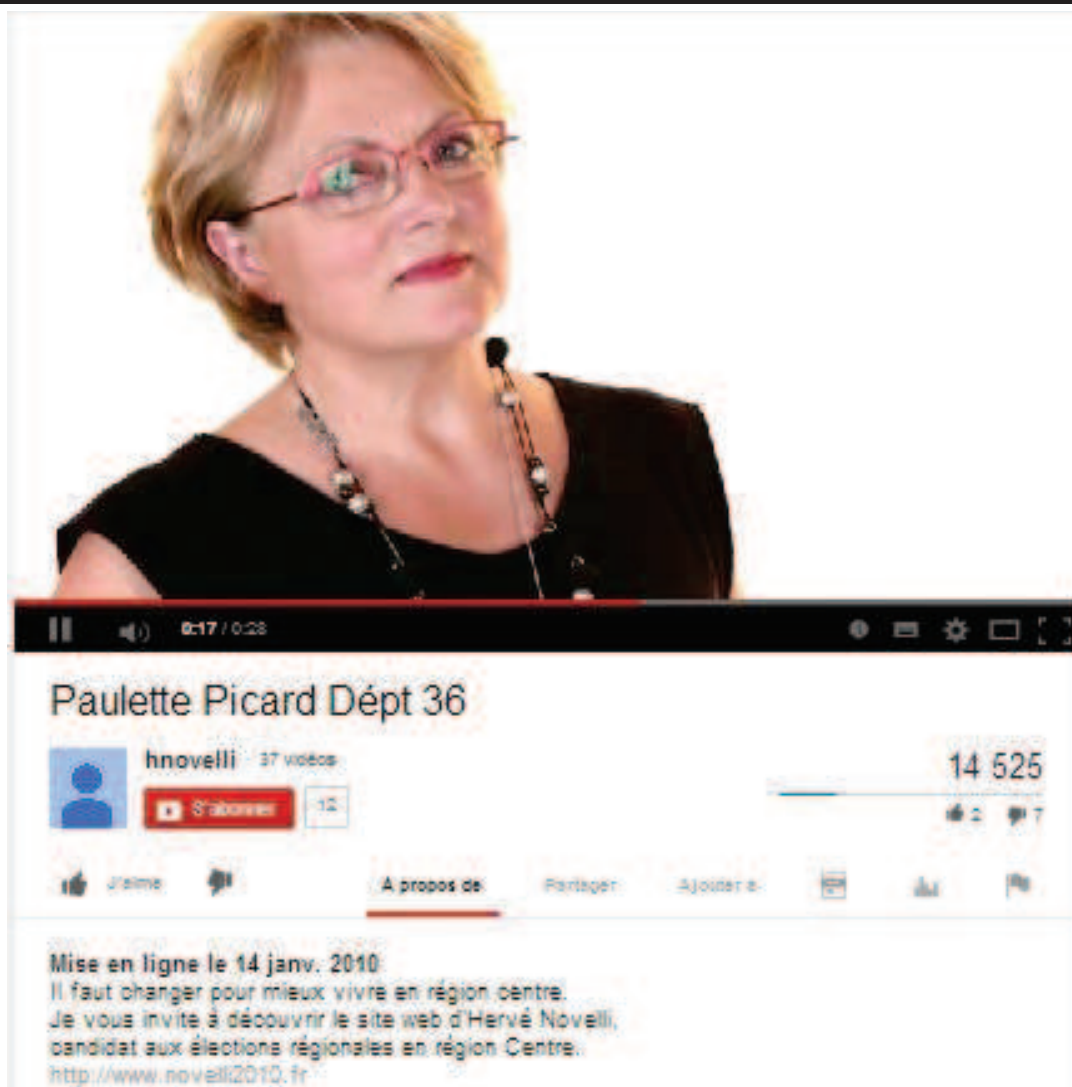 0:17 / 0:28
Paulette Picard Dépt 36
hnovelli 37 vidéos
14 525
S'abonner 12
2 7
J'aime
A propos de Partager Ajouter à
Mise en ligne le 14 janv. 2010
Il faut changer pour mieux vivre en région centre.
Je vous invite à découvrir le site web d'Hervé Novelli,
candidat aux élections régionales en région Centre.
http://www.novelli2010.fr